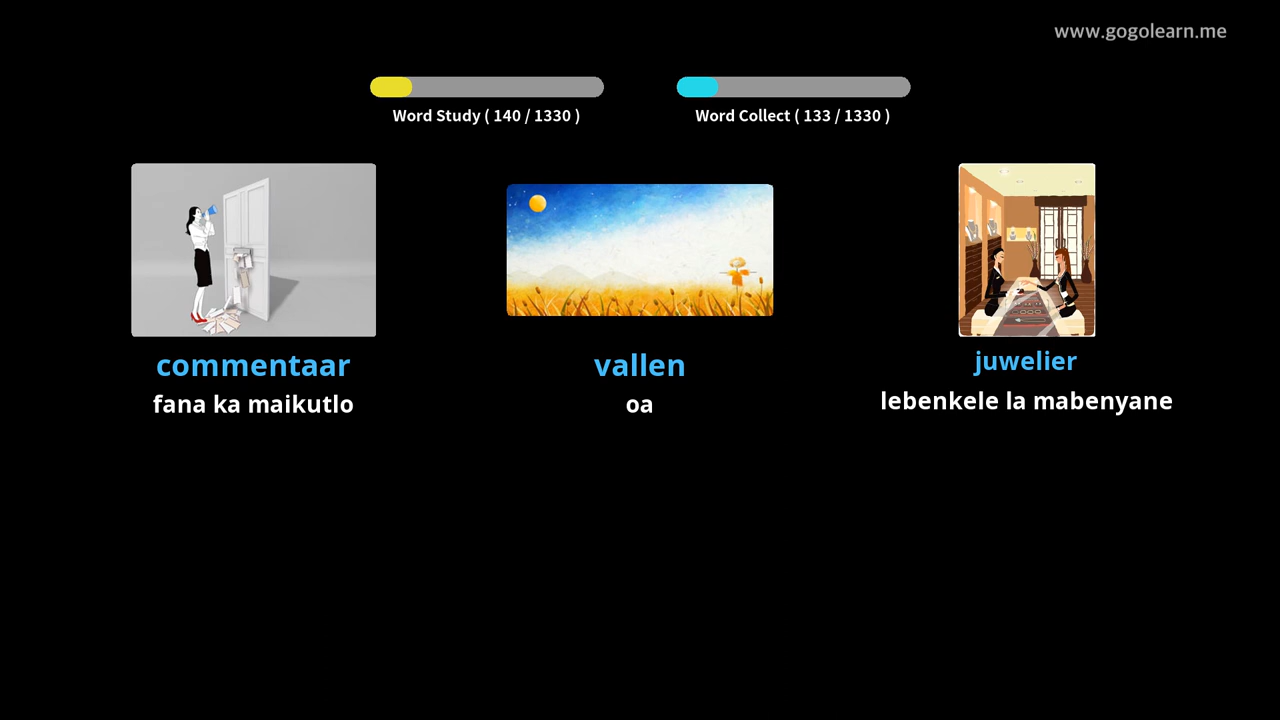 www.gogolearn.me
Word Study ( 140 / 1330 )
Word Collect ( 133 / 1330 )
commentaar
fana ka maikutlo
vallen
oa
juwelier
lebenkele la mabenyane